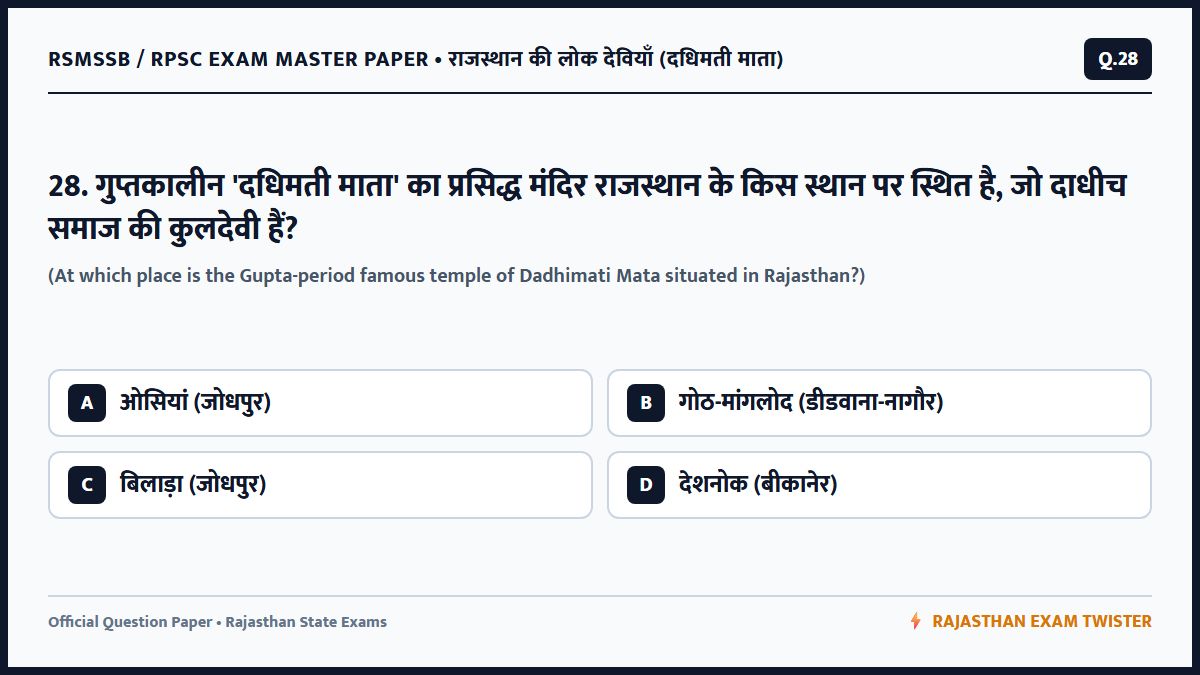 RSMSSB / RPSC EXAM MASTER PAPER • राजस्थान की लोक देवियाँ (दधिमती माता)
Q.28
28. गुप्तकालीन 'दधिमती माता' का प्रसिद्ध मंदिर राजस्थान के किस स्थान पर स्थित है, जो दाधीच
समाज की कुलदेवी हैं?
(At which place is the Gupta-period famous temple of Dadhimati Mata situated in Rajasthan?)
A ओसियां (जोधपुर)
B गोठ-मांगलोद (डीडवाना-नागौर)
C बिलाड़ा (जोधपुर)
D देशनोक (बीकानेर)
Official Question Paper • Rajasthan State Exams
RAJASTHAN EXAM TWISTER